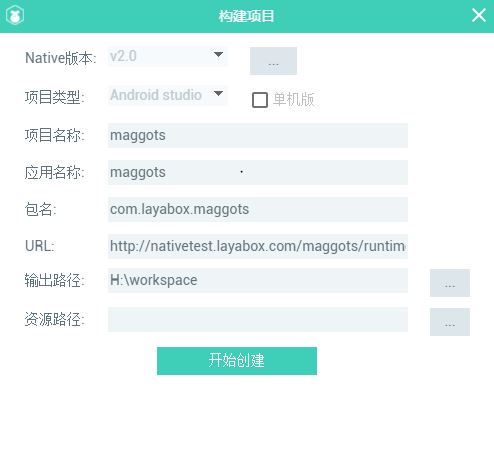 构建项目
Native版本: v2.0 ...
项目类型: Android studio 单机版
项目名称: maggots
应用名称: maggots
包名: com.layabox.maggots
URL: http://nativetest.layabox.com/maggots/runtime
输出路径: H:\workspace ...
资源路径: ...
开始创建